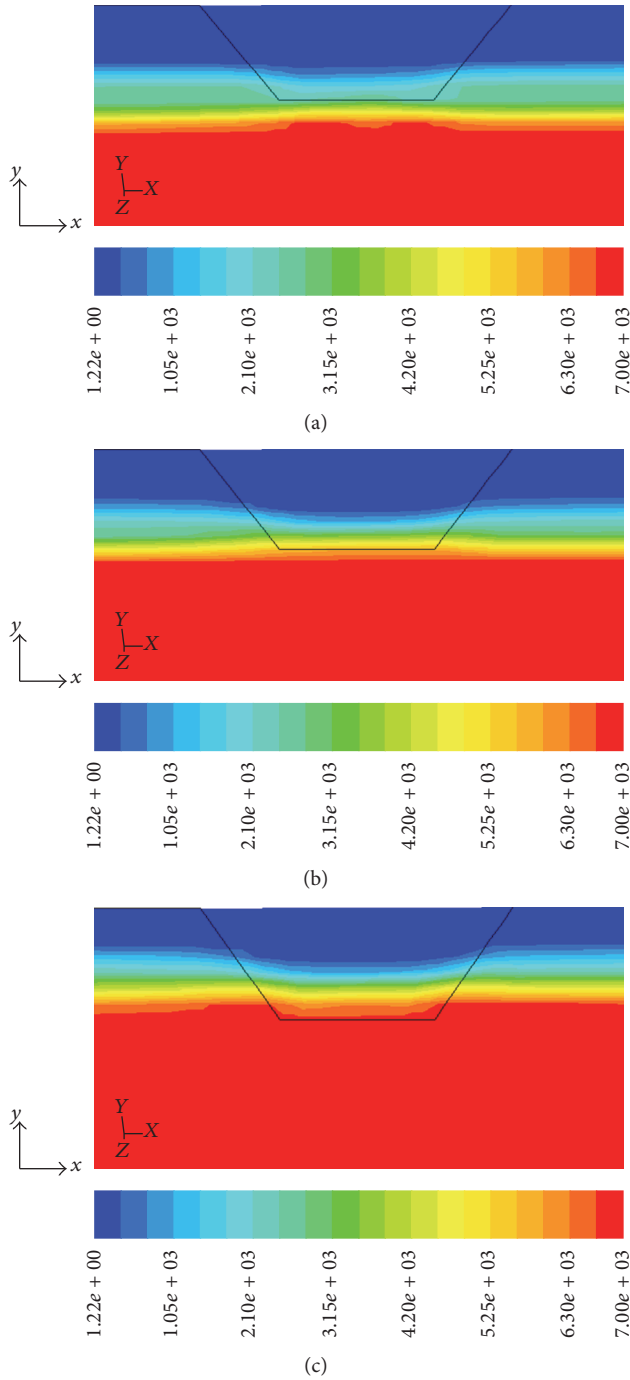 Y
Z X
y
x
1.22e + 00
1.05e + 03
2.10e + 03
3.15e + 03
4.20e + 03
5.25e + 03
6.30e + 03
7.00e + 03
(a)
Y
Z X
y
x
1.22e + 00
1.05e + 03
2.10e + 03
3.15e + 03
4.20e + 03
5.25e + 03
6.30e + 03
7.00e + 03
(b)
Y
Z X
y
x
1.22e + 00
1.05e + 03
2.10e + 03
3.15e + 03
4.20e + 03
5.25e + 03
6.30e + 03
7.00e + 03
(c)